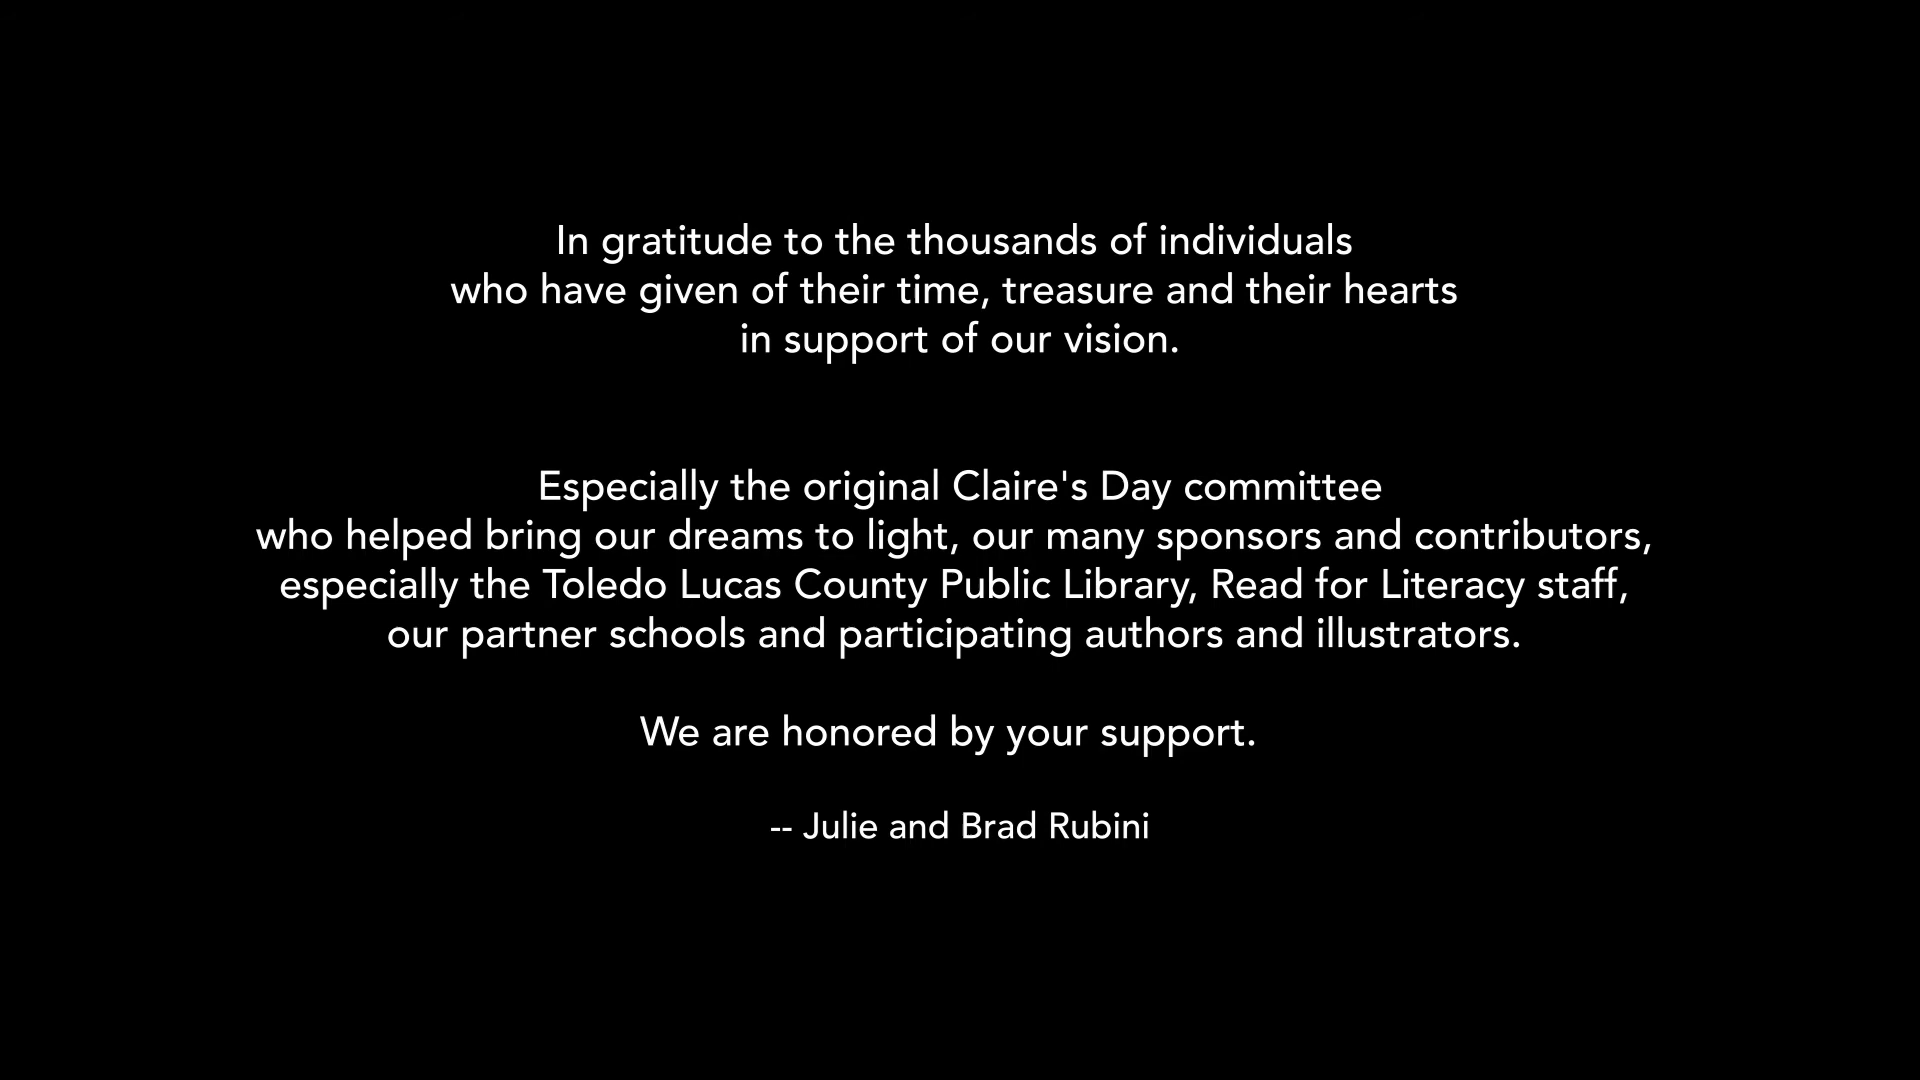 In gratitude to the thousands of individuals
who have given of their time, treasure and their hearts
in support of our vision.
Especially the original Claire's Day committee
who helped bring our dreams to light, our many sponsors and contributors,
especially the Toledo Lucas County Public Library, Read for Literacy staff,
our partner schools and participating authors and illustrators.
We are honored by your support.
-- Julie and Brad Rubini